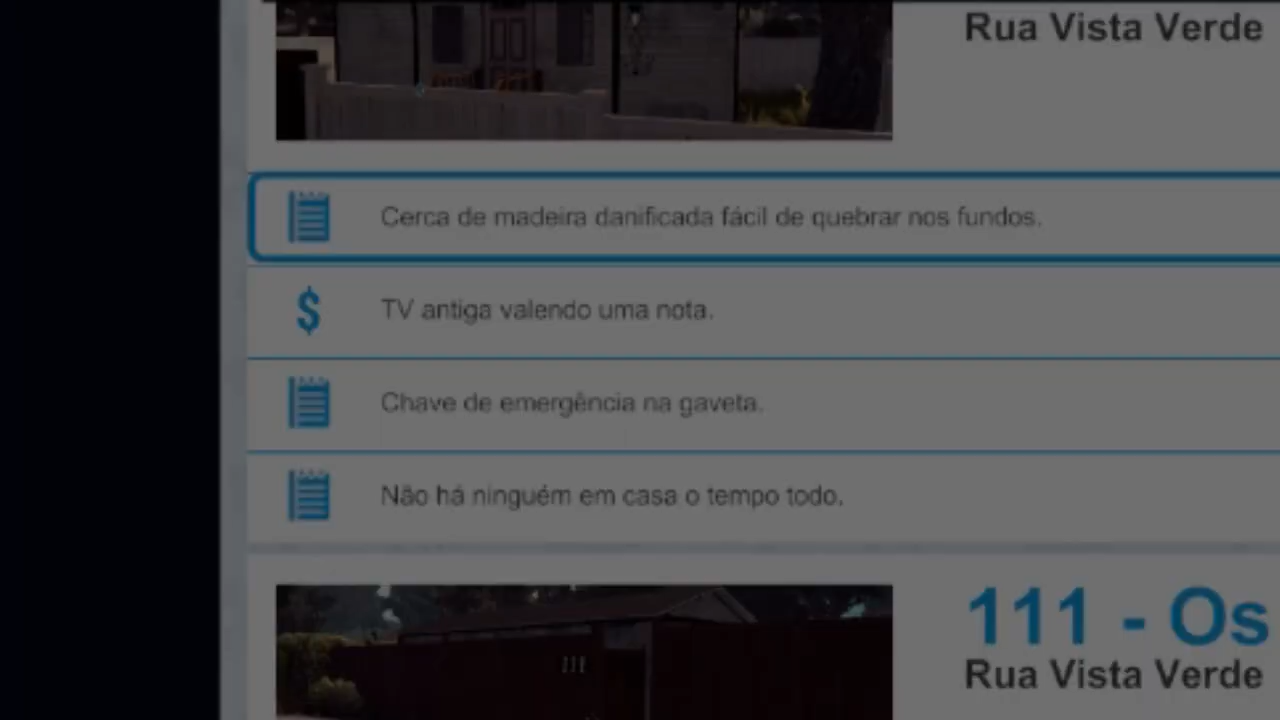 Rua Vista Verde
Cerca de madeira danificada fácil de quebrar nos fundos.
$ TV antiga valendo uma nota.
Chave de emergência na gaveta.
Não há ninguém em casa o tempo todo.
111 - Os
111
Rua Vista Verde